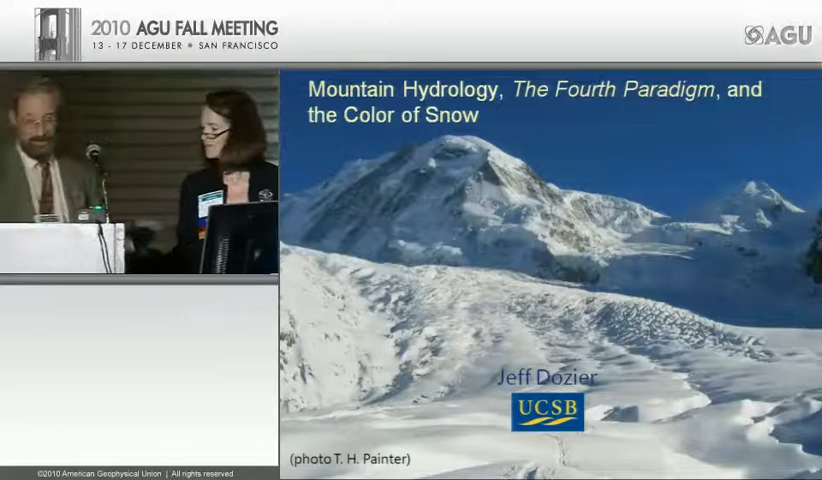 2010 AGU FALL MEETING
13 - 17 DECEMBER • SAN FRANCISCO
AGU
Mountain Hydrology, The Fourth Paradigm, and
the Color of Snow
Jeff Dozier
UCSB
(photo T. H. Painter)
©2010 American Geophysical Union | All rights reserved